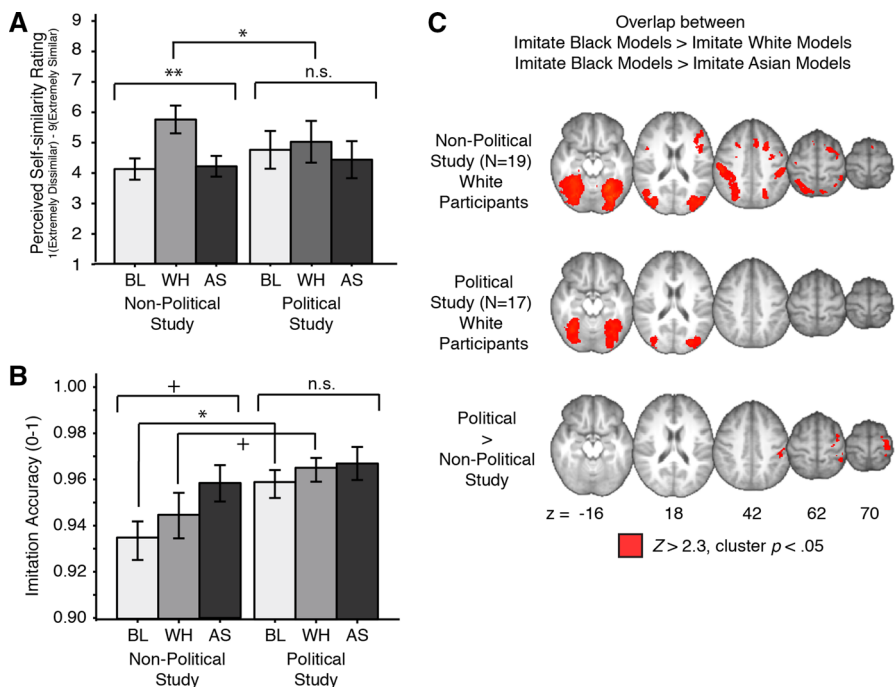 A
Perceived Self-similarity Rating
1(Extremely Dissimilar) - 9(Extremely Similar)
9
8
7
6
5
4
3
2
1
*
**
n.s.
BL WH AS BL WH AS
Non-Political
Study
Political
Study
B
Imitation Accuracy (0-1)
1.00
0.98
0.96
0.94
0.92
0.90
+
n.s.
*
+
BL WH AS BL WH AS
Non-Political
Study
Political
Study
C
Overlap between
Imitate Black Models > Imitate White Models
Imitate Black Models > Imitate Asian Models
Non-Political
Study (N=19)
White
Participants
Political
Study (N=17)
White
Participants
Political
>
Non-Political
Study
z = -16 18 42 62 70
Z > 2.3, cluster p < .05